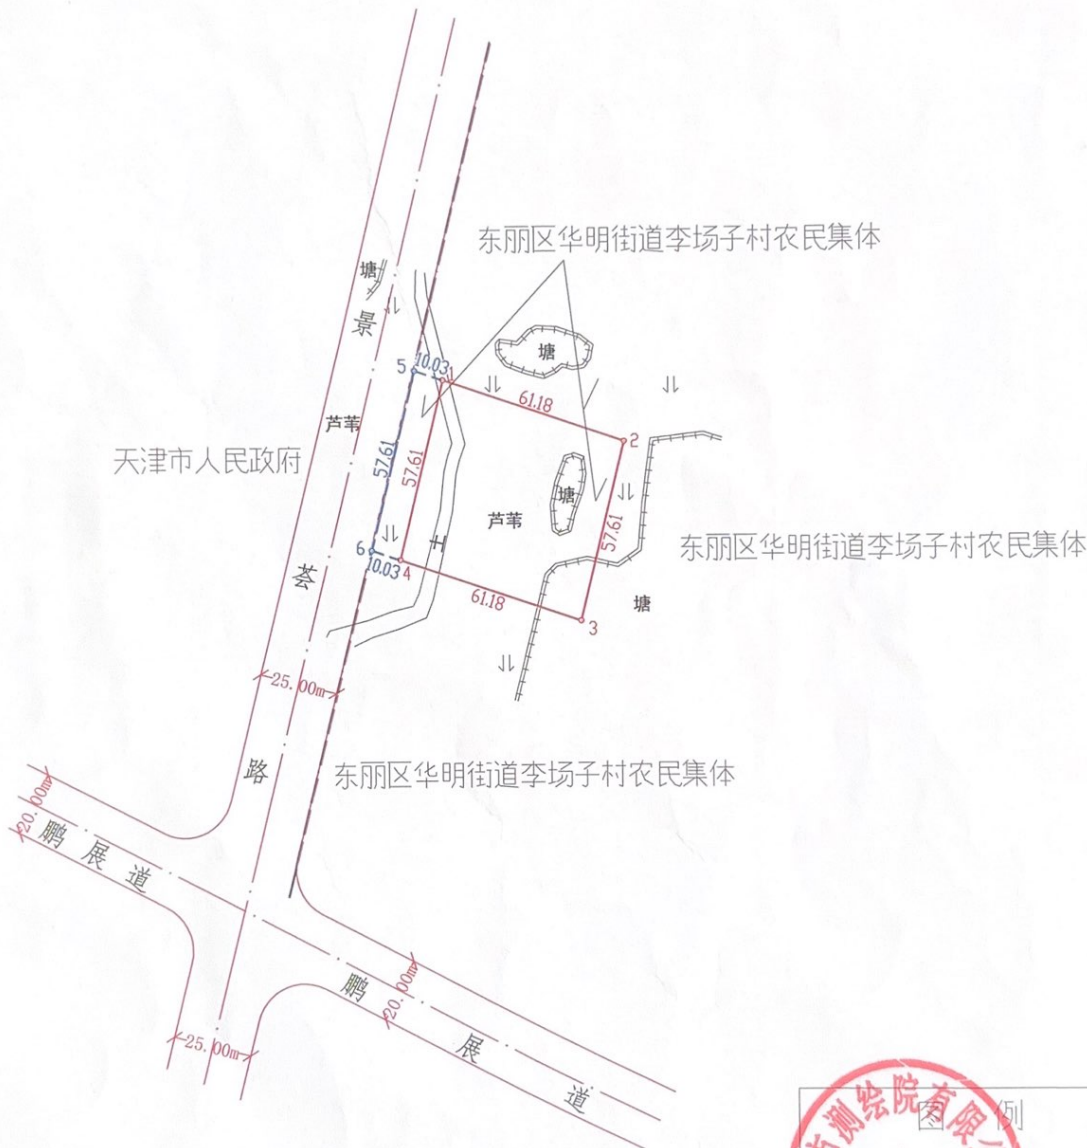 东丽区华明街道李场子村农民集体
塘
景
塘
5
10.03
1
61.18
芦苇
2
天津市人民政府
57.61
57.61
塘
芦苇
57.61
东丽区华明街道李场子村农民集体
6
10.03
4
61.18
荟
塘
3
25.00m
路
东丽区华明街道李场子村农民集体
20.00m
鹏展道
20.00m
鹏展道
25.00m
图例
测绘院有限